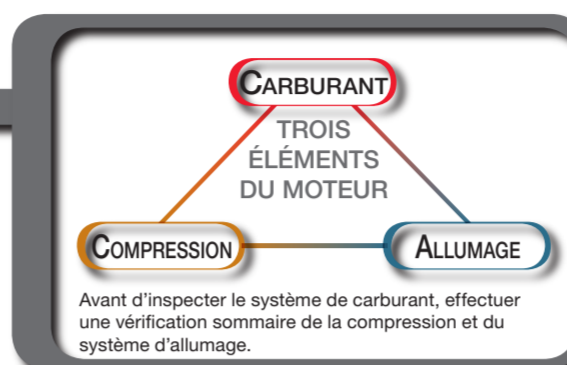 CARBURANT
TROIS
ÉLÉMENTS
DU MOTEUR
COMPRESSION
ALLUMAGE
Avant d'inspecter le système de carburant, effectuer
une vérification sommaire de la compression et du
système d'allumage.